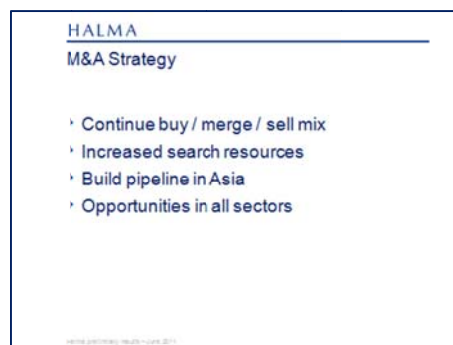 HALMA
M&A Strategy
Continue buy / merge / sell mix
Increased search resources
Build pipeline in Asia
Opportunities in all sectors